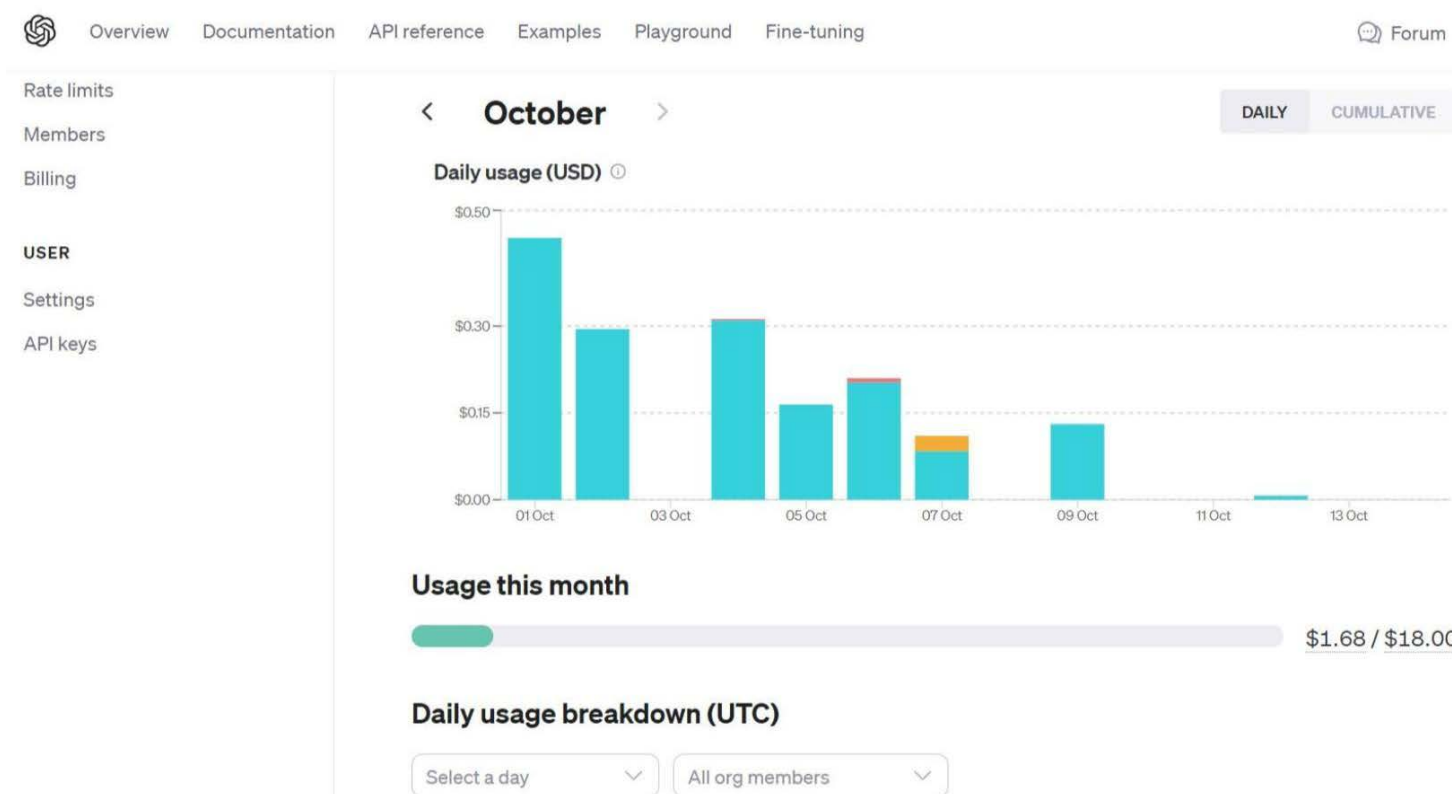 Overview Documentation API reference Examples Playground Fine-tuning Forum
Rate limits
Members
Billing
USER
Settings
API keys
October
DAILY CUMULATIVE
Daily usage (USD)
$0.50
$0.30
$0.15
$0.00
01 Oct 03 Oct 05 Oct 07 Oct 09 Oct 11 Oct 13 Oct
Usage this month
$1.68 / $18.00
Daily usage breakdown (UTC)
Select a day All org members